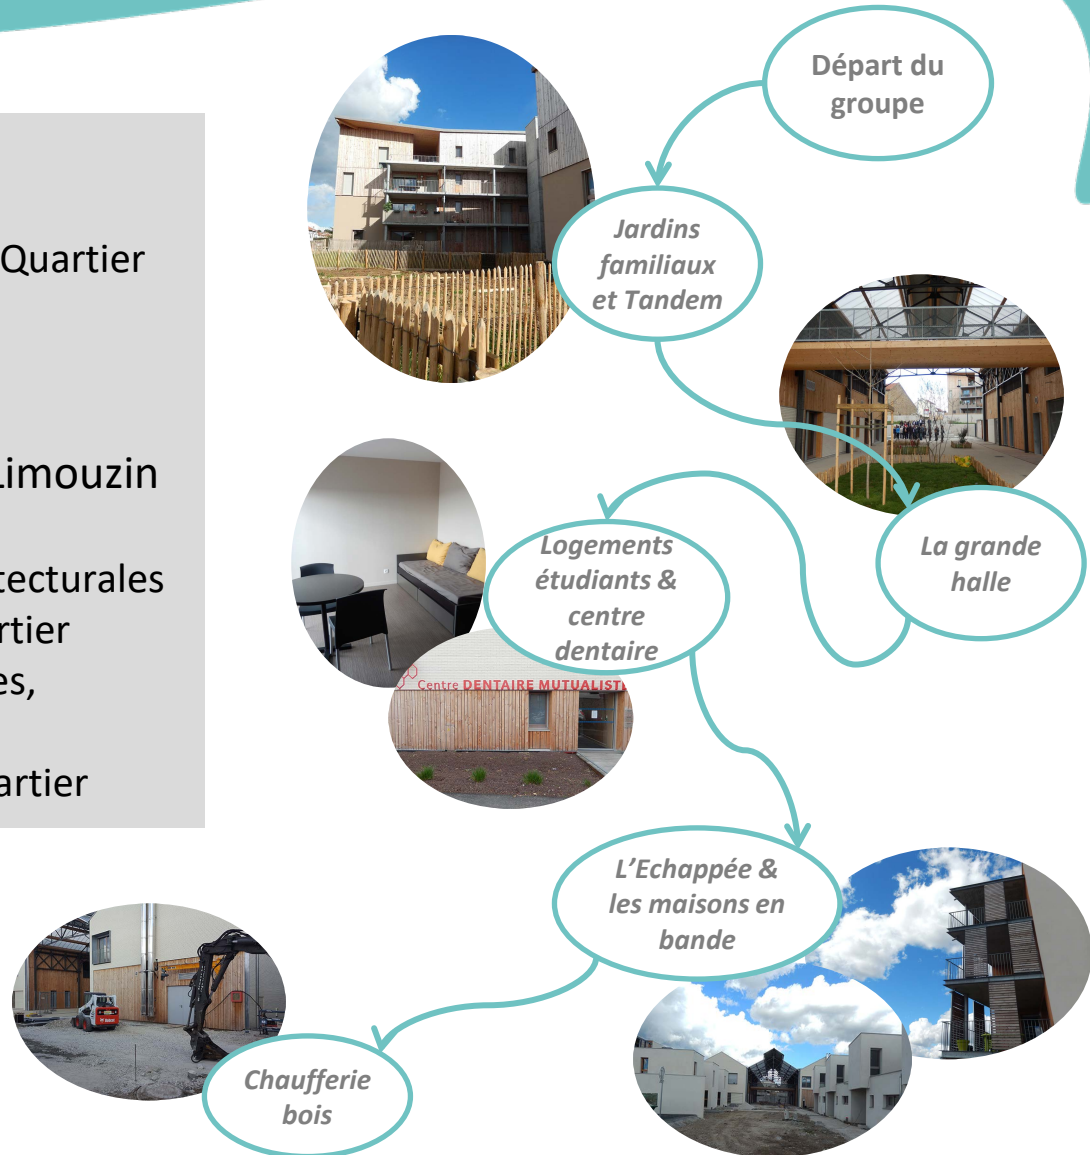 Quartier
Limouzin
tecturales
rtier
es,
artier
Départ du
groupe
Jardins
familiaux
et Tandem
La grande
halle
Logements
étudiants &
centre
dentaire
Centre DENTAIRE MUTUALISTE
L'Echappée &
les maisons en
bande
Chaufferie
bois